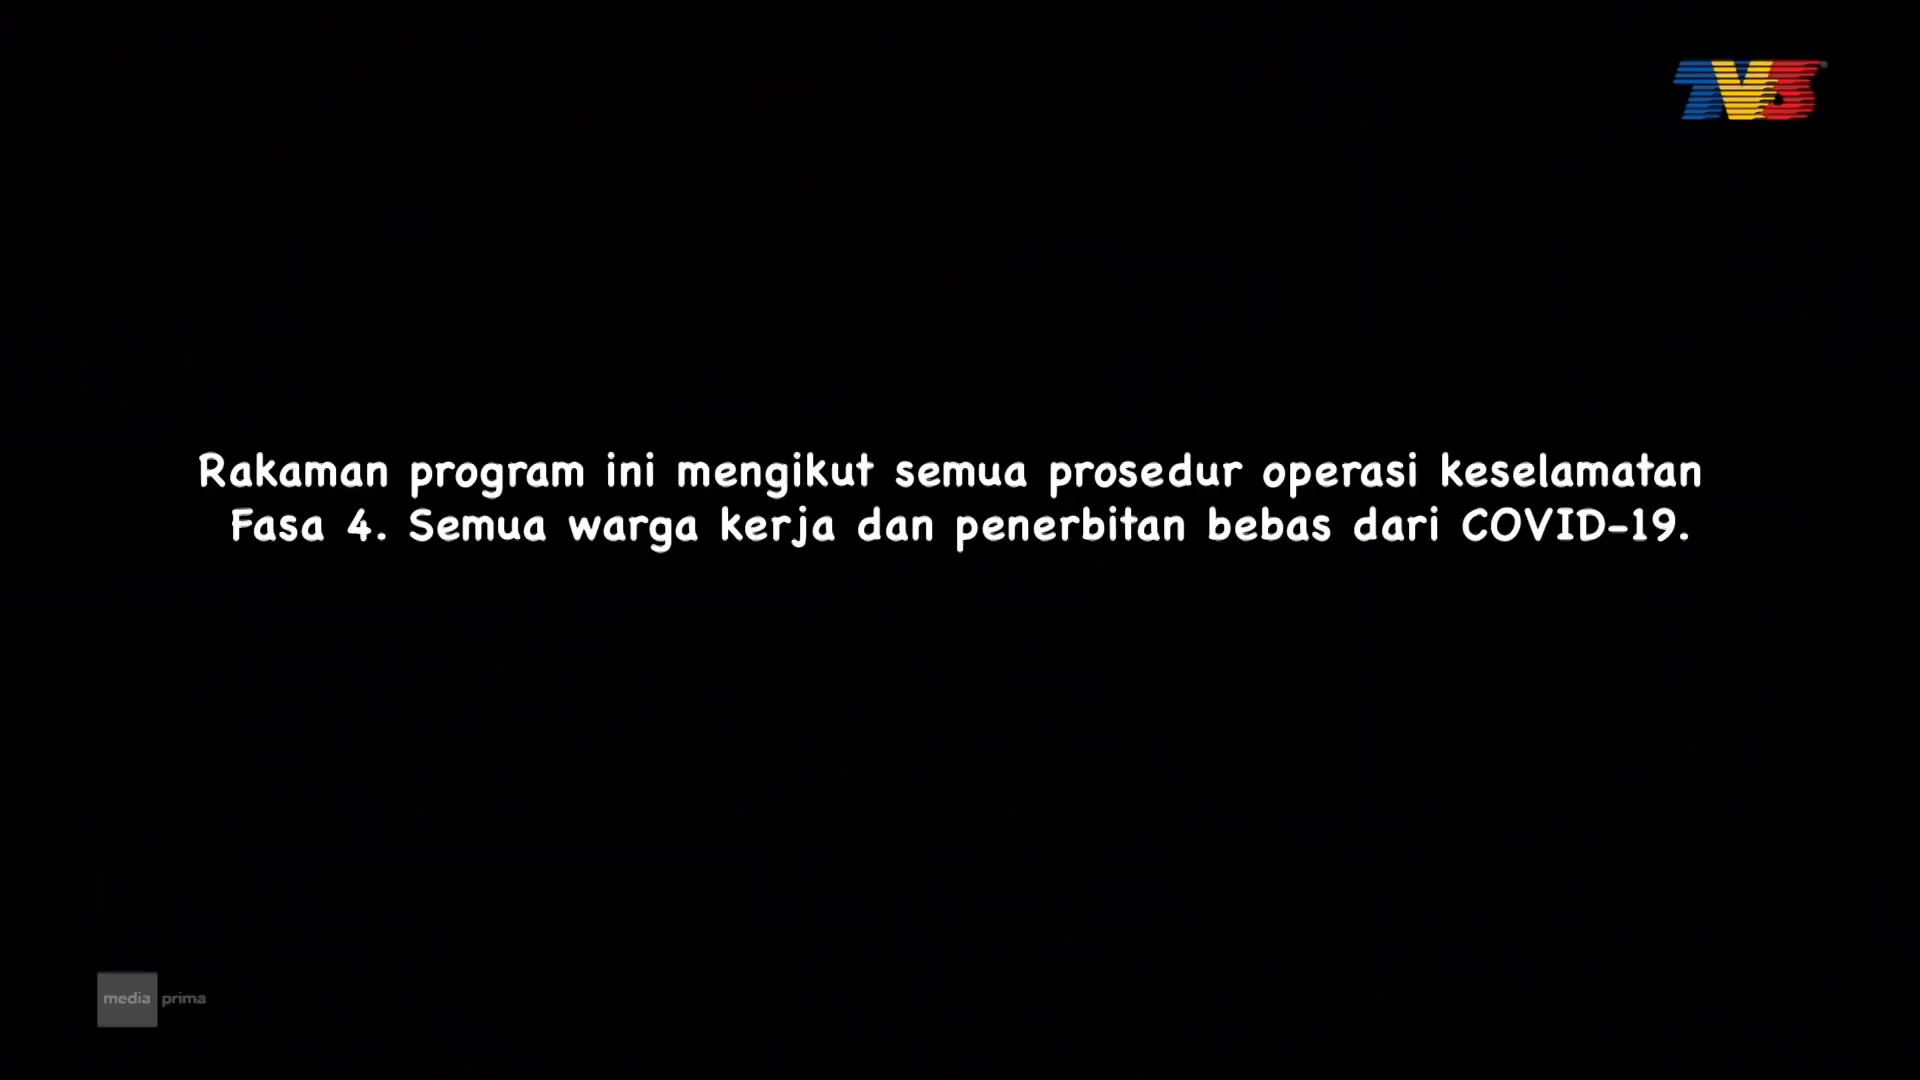 TV3
Rakaman program ini mengikut semua prosedur operasi keselamatan
Fasa 4. Semua warga kerja dan penerbitan bebas dari COVID-19.
media prima